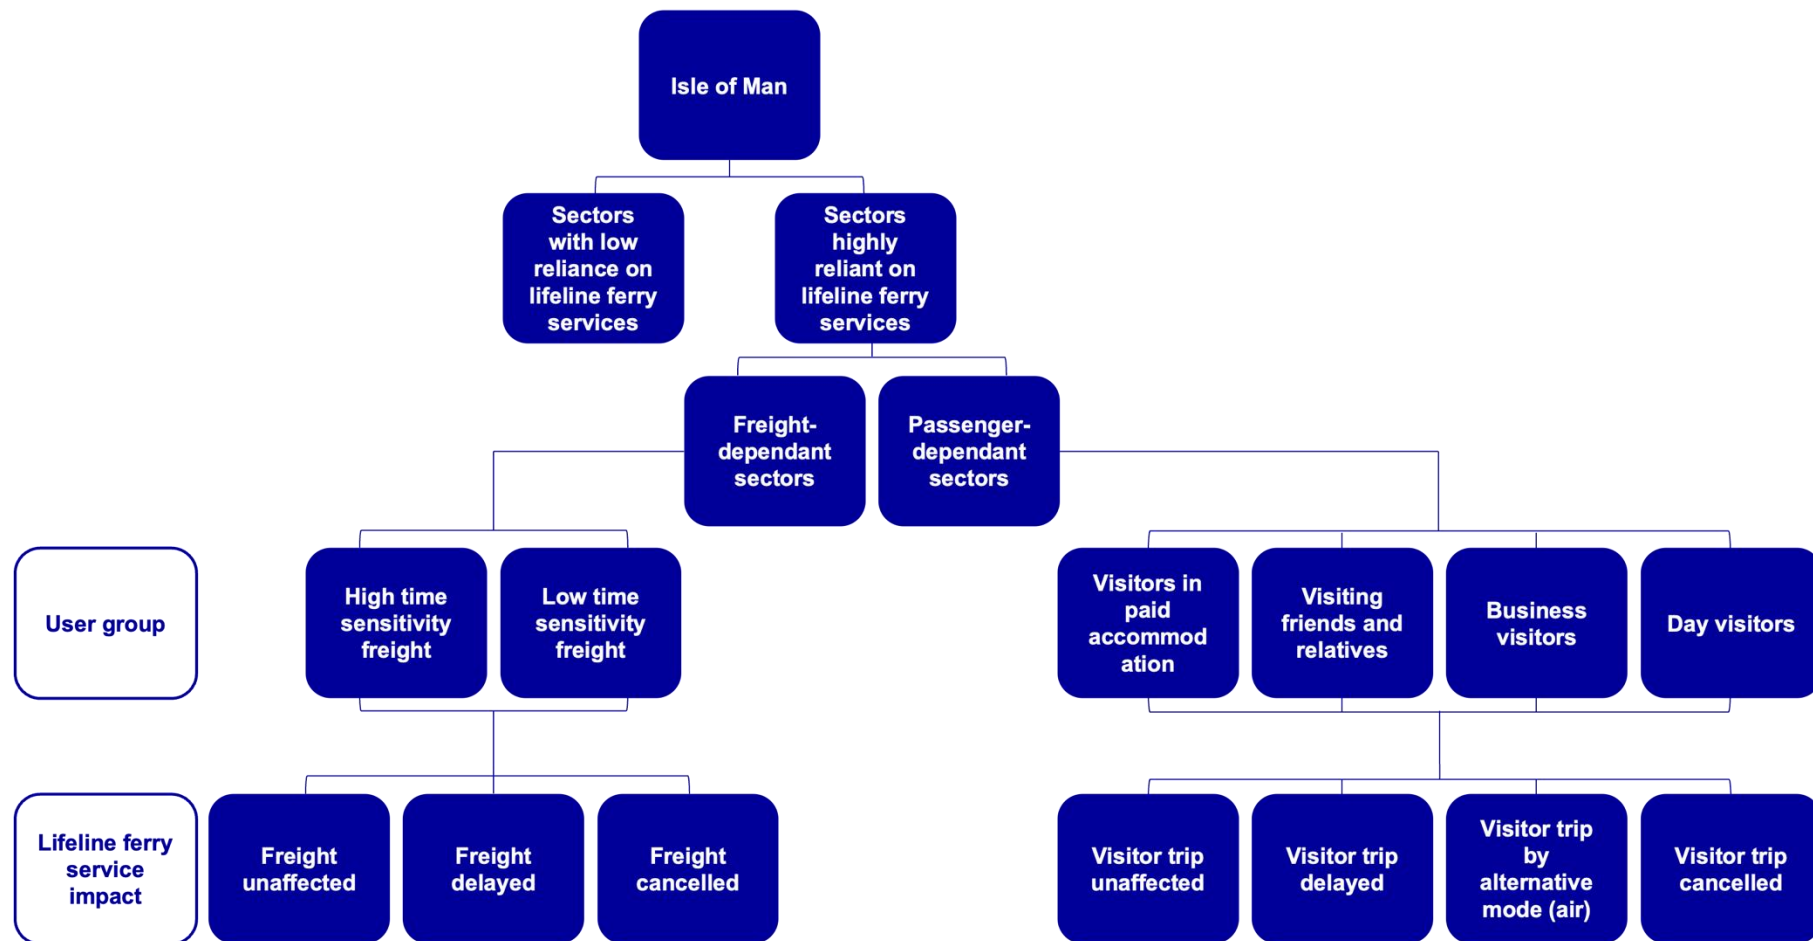 Isle of Man
Sectors
with low
reliance on
lifeline ferry
services
Sectors
highly
reliant on
lifeline ferry
services
Freight-
dependant
sectors
Passenger-
dependant
sectors
User group
High time
sensitivity
freight
Low time
sensitivity
freight
Visitors in
paid
accommod
ation
Visiting
friends and
relatives
Business
visitors
Day visitors
Lifeline ferry
service
impact
Freight
unaffected
Freight
delayed
Freight
cancelled
Visitor trip
unaffected
Visitor trip
delayed
Visitor trip
by
alternative
mode (air)
Visitor trip
cancelled